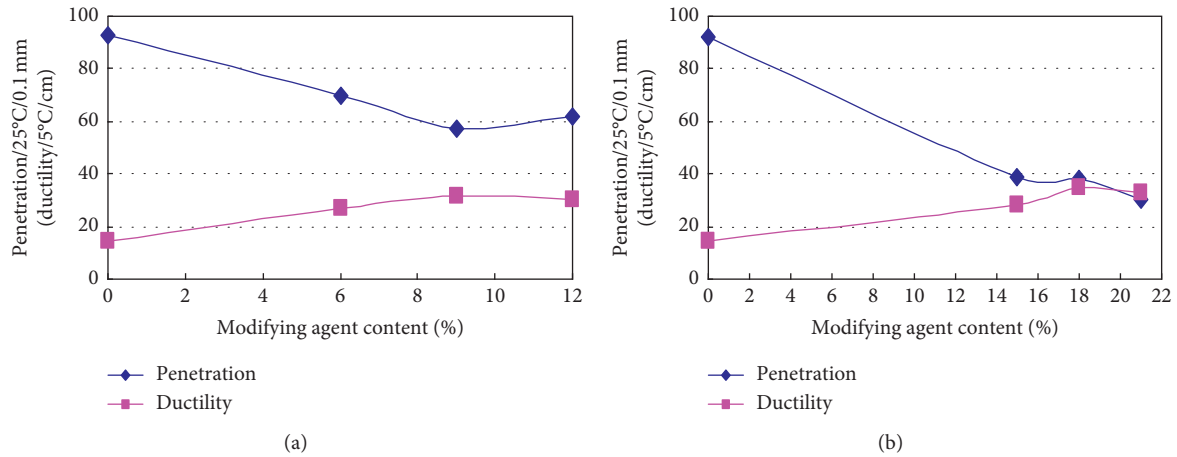 Penetration/25°C/0.1 mm
(ductility/5°C/cm)
100
80
60
40
20
0
0 2 4 6 8 10 12
Modifying agent content (%)
Penetration
Ductility
(a)
Penetration/25°C/0.1 mm
(ductility/5°C/cm)
100
80
60
40
20
0
0 2 4 6 8 10 12 14 16 18 20 22
Modifying agent content (%)
Penetration
Ductility
(b)